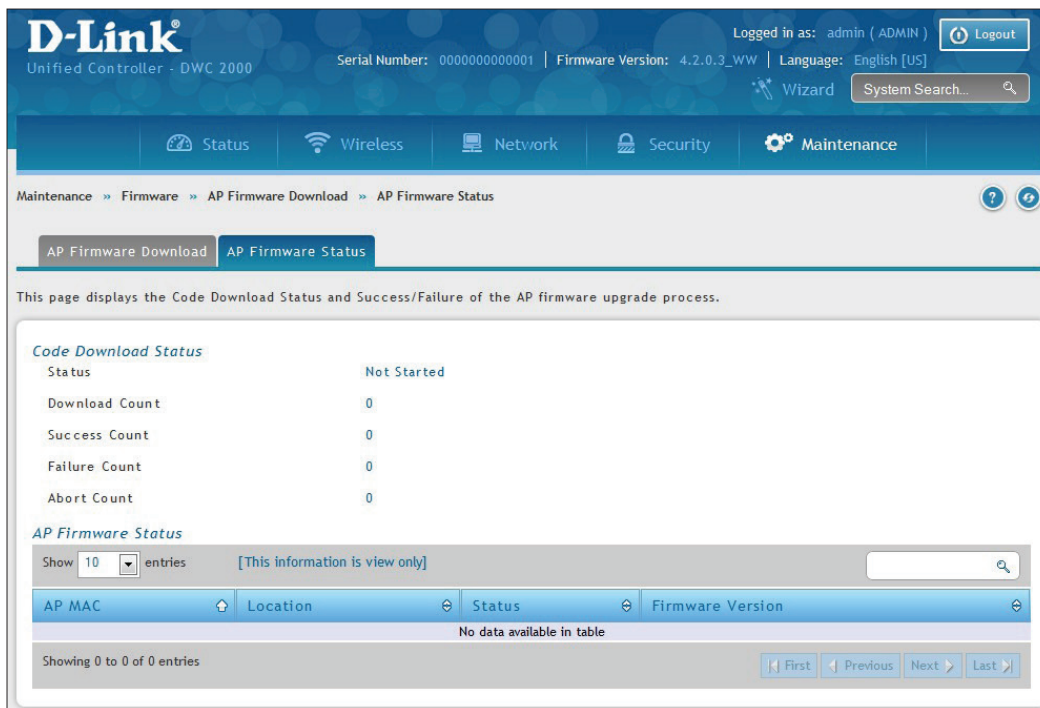 D-Link®
Unified Controller - DWC 2000
Logged in as: admin ( ADMIN )
Logout
Serial Number: 0000000000001 | Firmware Version: 4.2.0.3_WW | Language: English [US]
Wizard
System Search...
Status
Wireless
Network
Security
Maintenance
Maintenance » Firmware » AP Firmware Download » AP Firmware Status
?
AP Firmware Download
AP Firmware Status
This page displays the Code Download Status and Success/Failure of the AP firmware upgrade process.
Code Download Status
Status Not Started
Download Count 0
Success Count 0
Failure Count 0
Abort Count 0
AP Firmware Status
Show 10 entries [This information is view only]
AP MAC Location Status Firmware Version
No data available in table
Showing 0 to 0 of 0 entries
First Previous Next Last